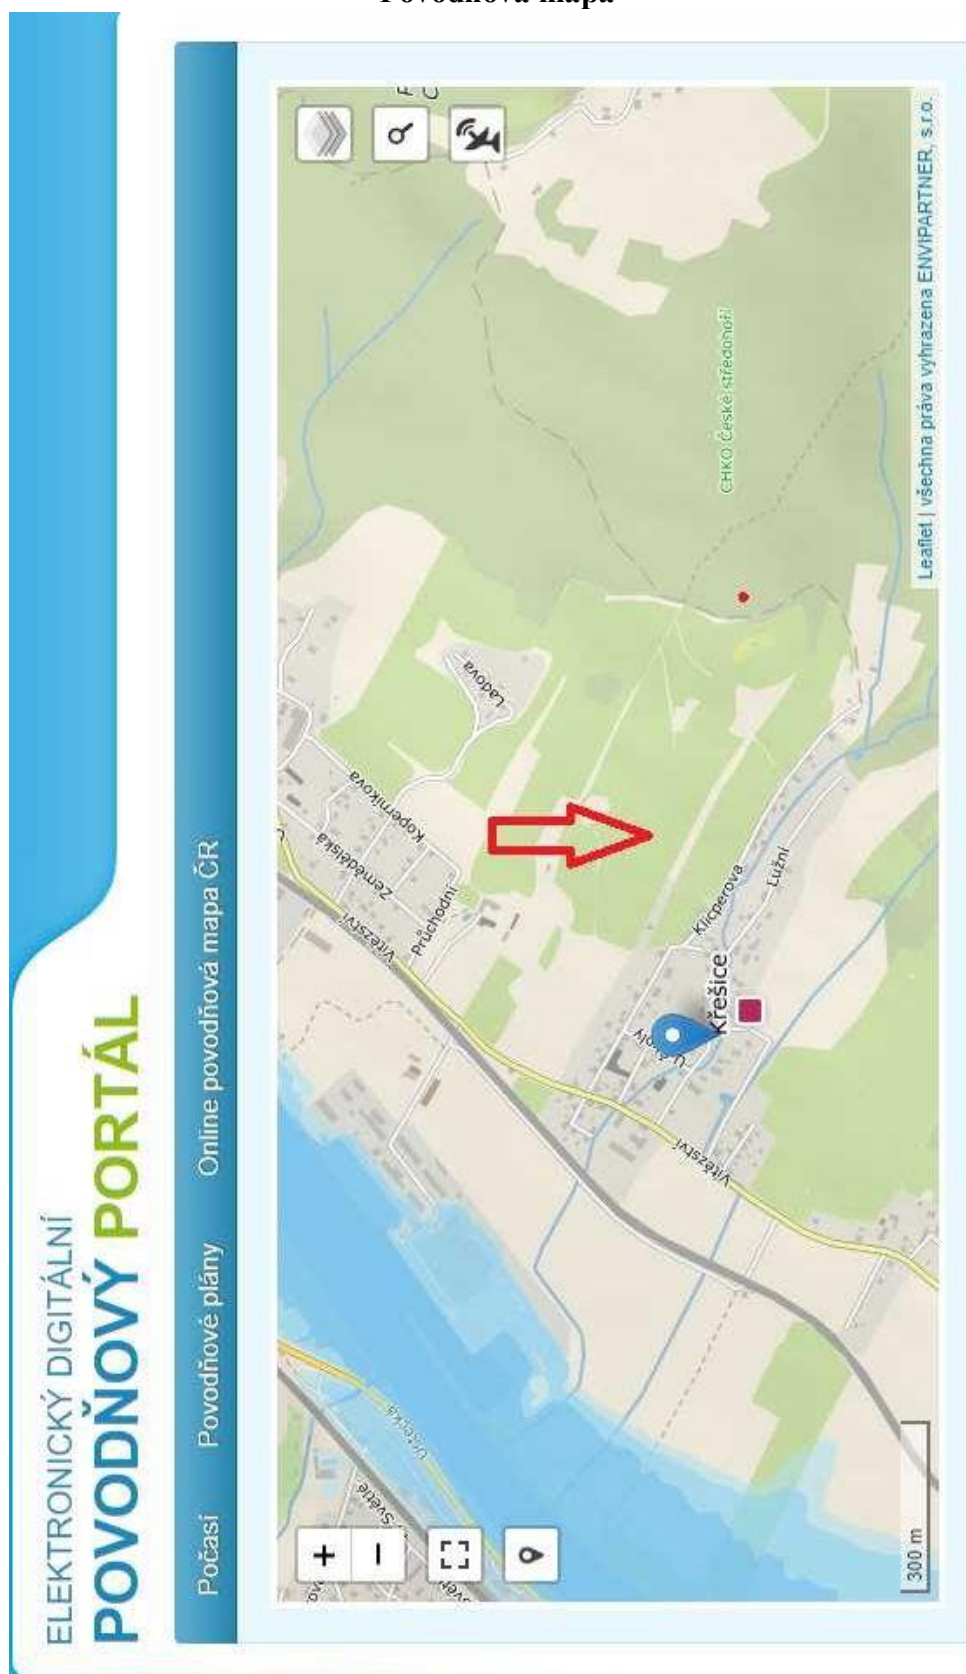 Povodňová mapa
ELEKTRONICKÝ DIGITÁLNÍ
POVODŇOVÝ PORTÁL
Počasí Povodňové plány Online povodňová mapa ČR
Ústecká
Vítězství
Zemědělská
Koperníkova
Průchodní
Ladova
Vítězství
Klicperova
Lužní
Křešice
CHKO České středohoří
300 m
Leaflet | všechna práva vyhrazena ENVIPARTNER, s.r.o.